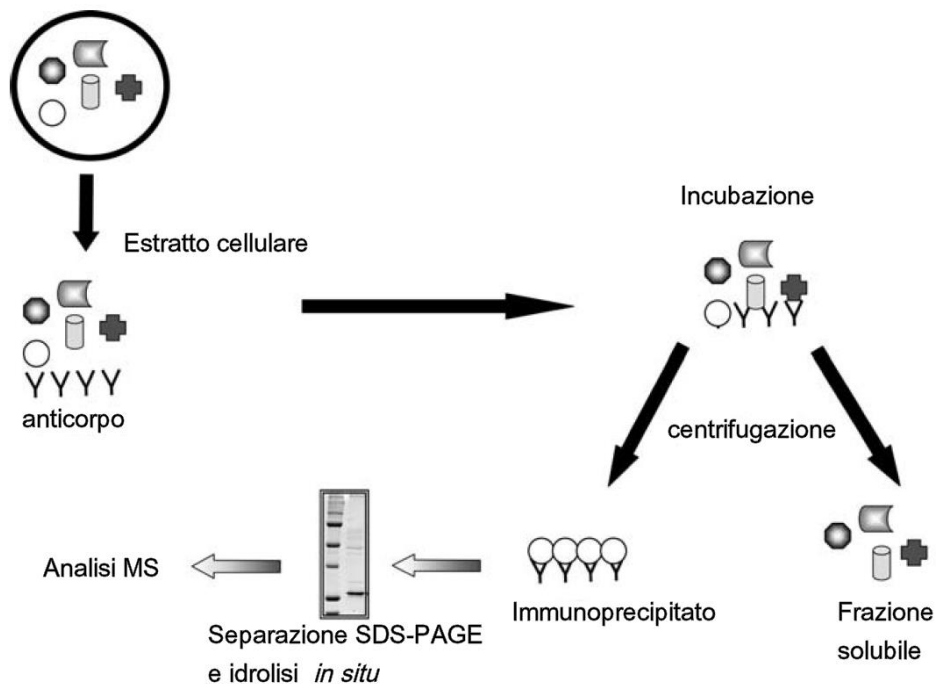 Estratto cellulare
anticorpo
Incubazione
centrifugazione
Frazione
solubile
Immunoprecipitato
Separazione SDS-PAGE
e idrolisi in situ
Analisi MS